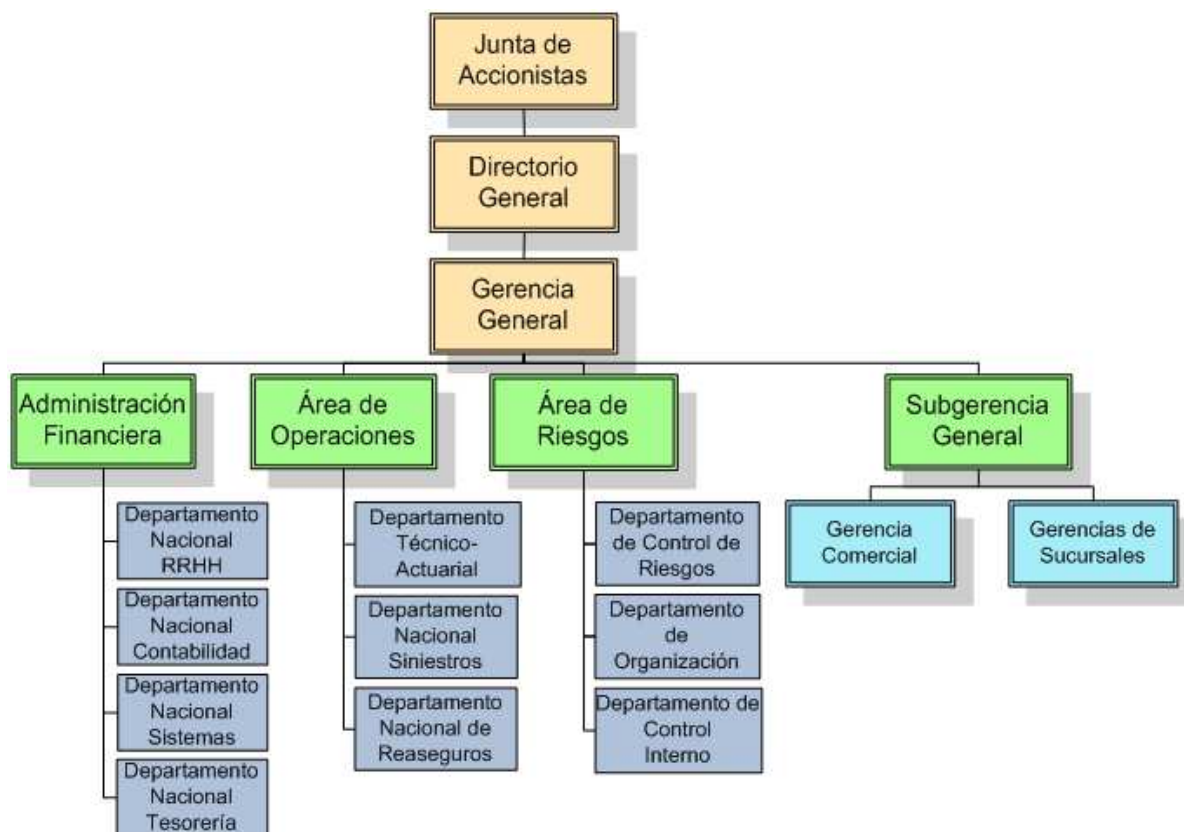 Junta de
Accionistas
Directorio
General
Gerencia
General
Administración
Financiera
Área de
Operaciones
Área de
Riesgos
Subgerencia
General
Departamento
Nacional
RRHH
Departamento
Nacional
Contabilidad
Departamento
Nacional
Sistemas
Departamento
Nacional
Tesorería
Departamento
Técnico-
Actuarial
Departamento
Nacional
Siniestros
Departamento
Nacional de
Reaseguros
Departamento
de Control de
Riesgos
Departamento
de
Organización
Departamento de
Control
Interno
Gerencia
Comercial
Gerencias de
Sucursales